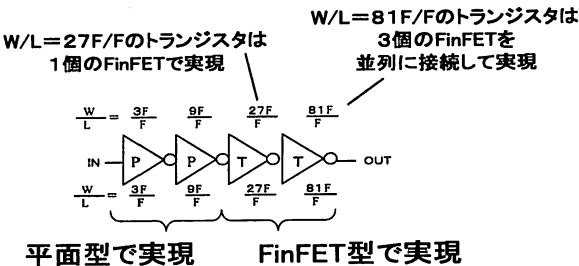 W/L=27F/Fのトランジスタは
1個のFinFETで実現
W/L=81F/Fのトランジスタは
3個のFinFETを
並列に接続して実現
W/L = 3F/F 9F/F 27F/F 81F/F
IN P P T T OUT
W/L = 3F/F 9F/F 27F/F 81F/F
平面型で実現 FinFET型で実現